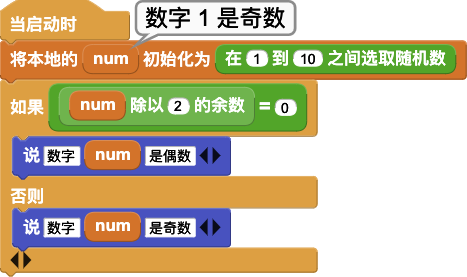 数字 1 是奇数
当启动时
将本地的 num 初始化为 在 1 到 10 之间选取随机数
如果 num 除以 2 的余数 = 0
说 数字 num 是偶数
否则
说 数字 num 是奇数